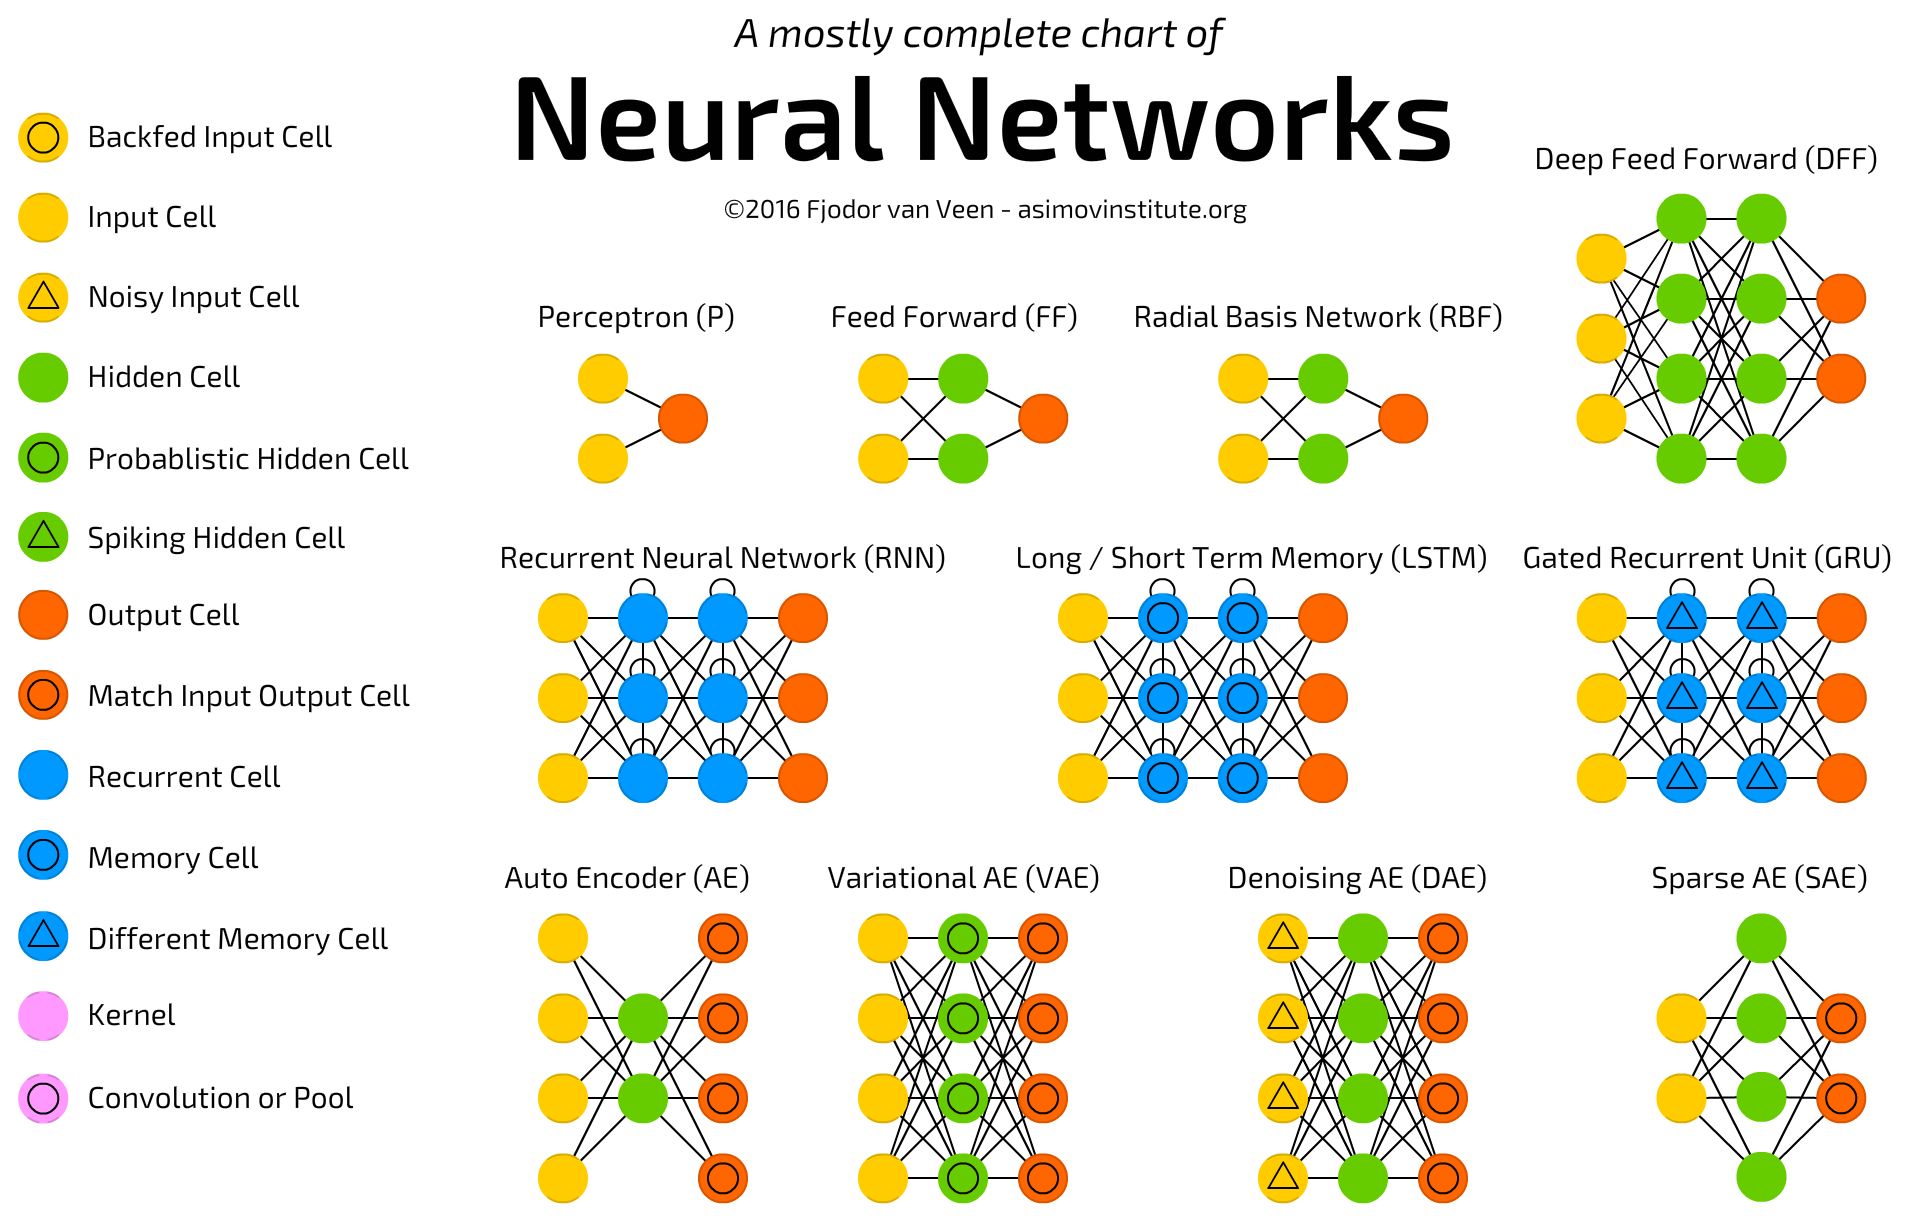 A mostly complete chart of
Neural Networks
©2016 Fjodor van Veen - asimovinstitute.org
Backfed Input Cell
Input Cell
Noisy Input Cell
Hidden Cell
Probablistic Hidden Cell
Spiking Hidden Cell
Output Cell
Match Input Output Cell
Recurrent Cell
Memory Cell
Different Memory Cell
Kernel
Convolution or Pool
Deep Feed Forward (DFF)
Perceptron (P)
Feed Forward (FF)
Radial Basis Network (RBF)
Recurrent Neural Network (RNN)
Long / Short Term Memory (LSTM)
Gated Recurrent Unit (GRU)
Auto Encoder (AE)
Variational AE (VAE)
Denoising AE (DAE)
Sparse AE (SAE)